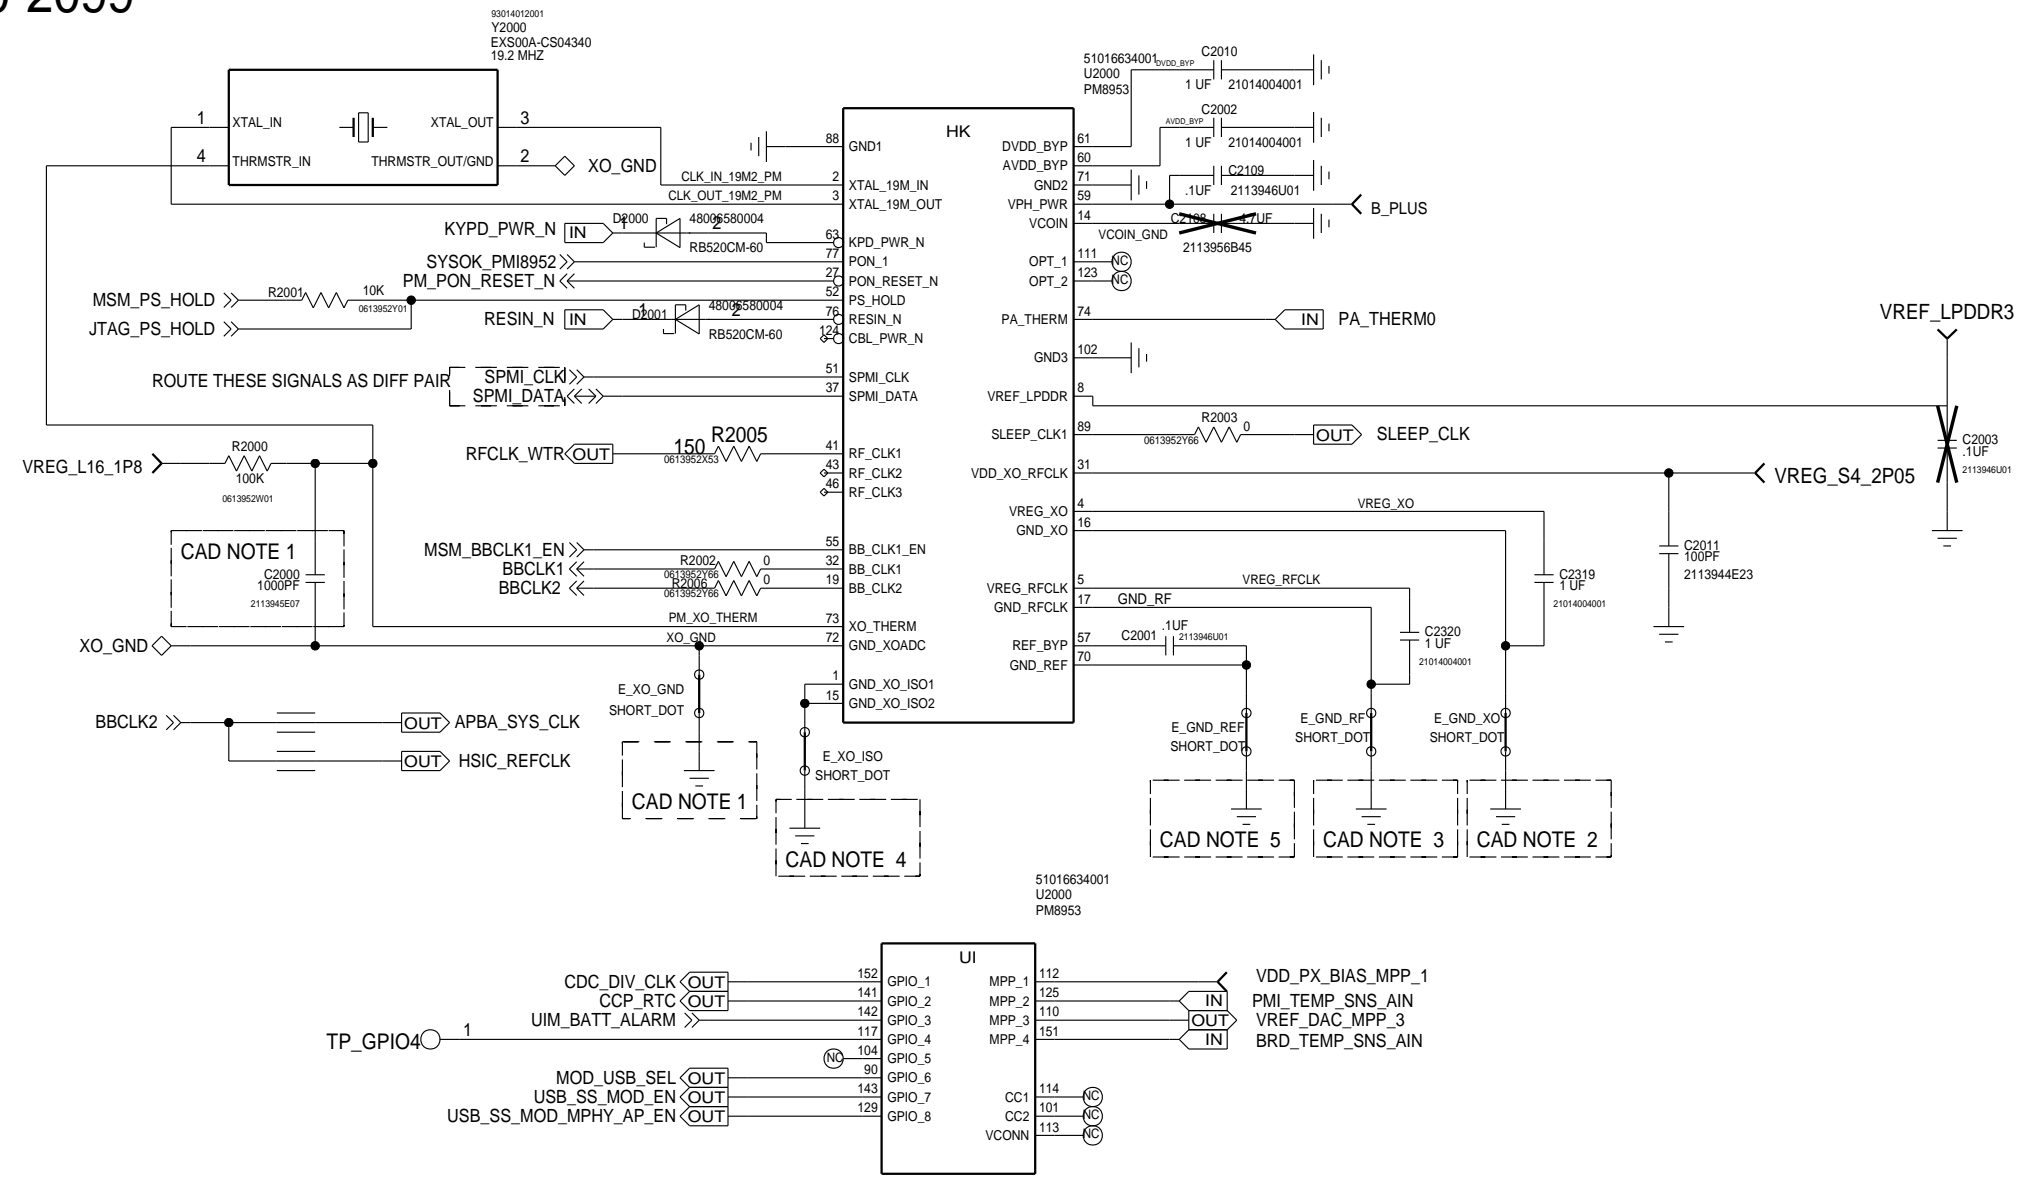 93014012001
Y2000
EXS00A-CS04340
19.2 MHZ
1
XTAL_IN
XTAL_OUT
3
4
THRMSTR_IN
THRMSTR_OUT/GND
2
XO_GND
51016634001
U2000
PM8953
DVDD_BYP
C2010
1 UF
21014004001
AVDD_BYP
C2002
1 UF
21014004001
C2109
.1UF
2113946U01
B_PLUS
C2108
4.7UF
VCOIN_GND
2113956B45
HK
88
GND1
CLK_IN_19M2_PM
2
XTAL_19M_IN
CLK_OUT_19M2_PM
3
XTAL_19M_OUT
KYPD_PWR_N
IN
D2000
1
2
48006580004
RB520CM-60
63
KPD_PWR_N
SYSOK_PMI8952
77
PON_1
PM_PON_RESET_N
27
PON_RESET_N
MSM_PS_HOLD
R2001
10K
0613952Y01
52
PS_HOLD
JTAG_PS_HOLD
RESIN_N
IN
D2001
1
2
48006580004
RB520CM-60
76
RESIN_N
124
CBL_PWR_N
ROUTE THESE SIGNALS AS DIFF PAIR
SPMI_CLK
51
SPMI_CLK
SPMI_DATA
37
SPMI_DATA
RFCLK_WTR
OUT
150
R2005
0613952X53
41
RF_CLK1
43
RF_CLK2
46
RF_CLK3
VREG_L16_1P8
R2000
100K
0613952W01
CAD NOTE 1
C2000
1000PF
2113945E07
MSM_BBCLK1_EN
55
BB_CLK1_EN
BBCLK1
R2002
0
0613952Y66
32
BB_CLK1
BBCLK2
R2006
0
0613952Y66
19
BB_CLK2
PM_XO_THERM
73
XO_THERM
XO_GND
XO_GND
72
GND_XOADC
1
GND_XO_ISO1
15
GND_XO_ISO2
E_XO_GND
SHORT_DOT
CAD NOTE 1
E_XO_ISO
SHORT_DOT
CAD NOTE 4
BBCLK2
OUT
APBA_SYS_CLK
OUT
HSIC_REFCLK
DVDD_BYP
61
AVDD_BYP
60
GND2
71
VPH_PWR
59
VCOIN
14
OPT_1
111
NC
OPT_2
123
NC
PA_THERM
74
IN
PA_THERM0
GND3
102
VREF_LPDDR
8
VREF_LPDDR3
C2003
.1UF
2113946U01
SLEEP_CLK1
89
R2003
0
0613952Y66
OUT
SLEEP_CLK
VDD_XO_RFCLK
31
VREG_S4_2P05
C2011
100PF
2113944E23
VREG_XO
4
VREG_XO
GND_XO
16
C2319
1 UF
21014004001
VREG_RFCLK
5
VREG_RFCLK
GND_RFCLK
17
GND_RF
C2320
1 UF
21014004001
REF_BYP
57
C2001
.1UF
2113946U01
GND_REF
70
E_GND_REF
SHORT_DOT
CAD NOTE 5
E_GND_RF
SHORT_DOT
CAD NOTE 3
E_GND_XO
SHORT_DOT
CAD NOTE 2
51016634001
U2000
PM8953
UI
CDC_DIV_CLK
OUT
152
GPIO_1
CCP_RTC
OUT
141
GPIO_2
UIM_BATT_ALARM
142
GPIO_3
TP_GPIO4
1
117
GPIO_4
NC
104
GPIO_5
MOD_USB_SEL
OUT
90
GPIO_6
USB_SS_MOD_EN
OUT
143
GPIO_7
USB_SS_MOD_MPHY_AP_EN
OUT
129
GPIO_8
MPP_1
112
VDD_PX_BIAS_MPP_1
MPP_2
125
IN
PMI_TEMP_SNS_AIN
MPP_3
110
OUT
VREF_DAC_MPP_3
MPP_4
151
IN
BRD_TEMP_SNS_AIN
CC1
114
NC
CC2
101
NC
VCONN
113
NC